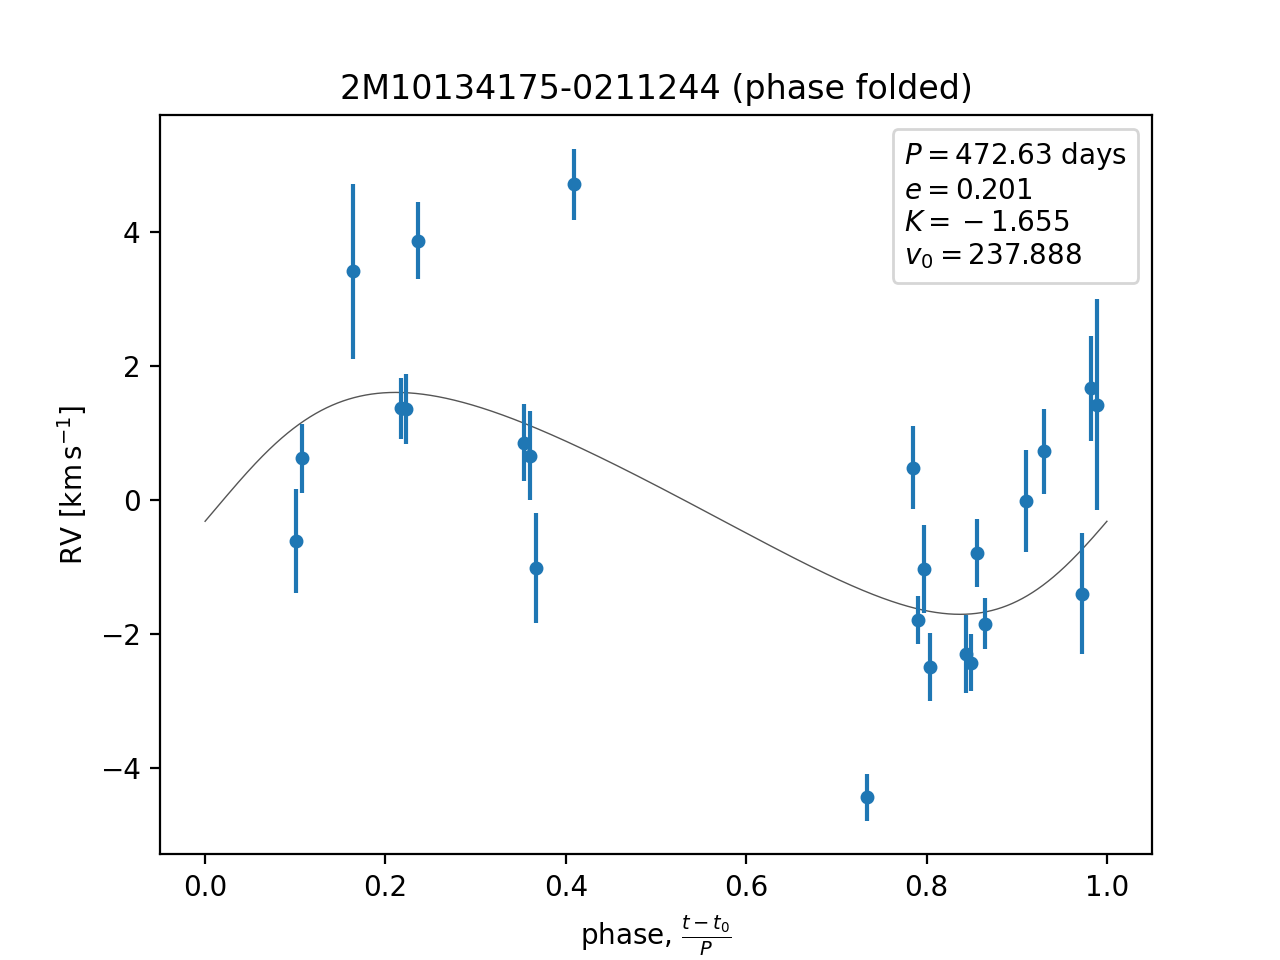 2M10134175-0211244 (phase folded)
P = 472.63 days
e = 0.201
K = −1.655
v₀ = 237.888
RV [km s⁻¹]
4
2
0
−2
−4
0.0 0.2 0.4 0.6 0.8 1.0
phase, (t − t₀)/P